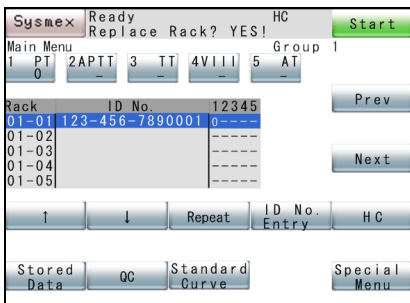 Sysmex Ready HC Start
Replace Rack? YES!
Main Menu Group 1
1 PT 2APTT 3 TT 4VIII 5 AT
O – – – –
Rack ID No. 12345
Prev
01-01 123-456-7890001 o----
01-02 -----
01-03 -----
Next
01-04 -----
01-05 -----
↑ ↓ Repeat ID No. Entry HC
Stored Data QC Standard Curve Special Menu